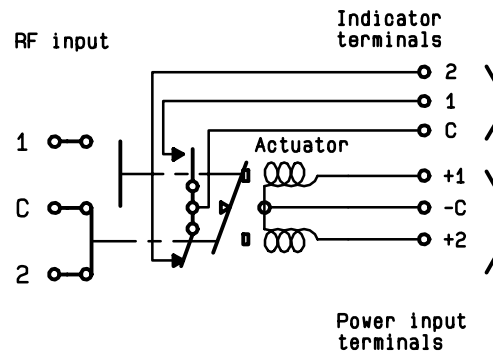 Indicator
terminals
RF input
2
1
C
Actuator
1
C
2
+1
-C
+2
Power input
terminals